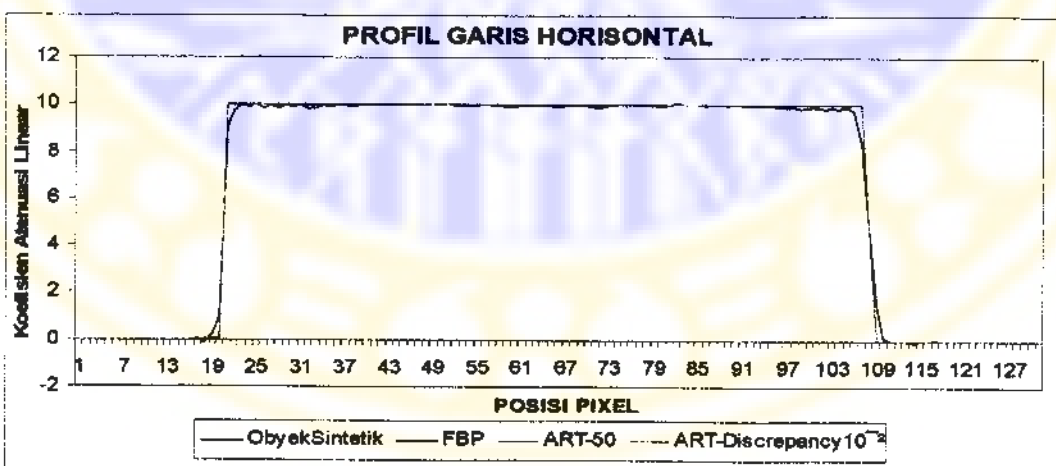 PROFIL GARIS HORISONTAL
Koefisien Atenuasi Linear
12
10
8
6
4
2
0
-2
1 7 13 19 25 31 37 43 49 55 61 67 73 79 85 91 97 103 109 115 121 127
POSISI PIXEL
ObyekSintetik FBP ART-50 ART-Discrepancy10⁻²